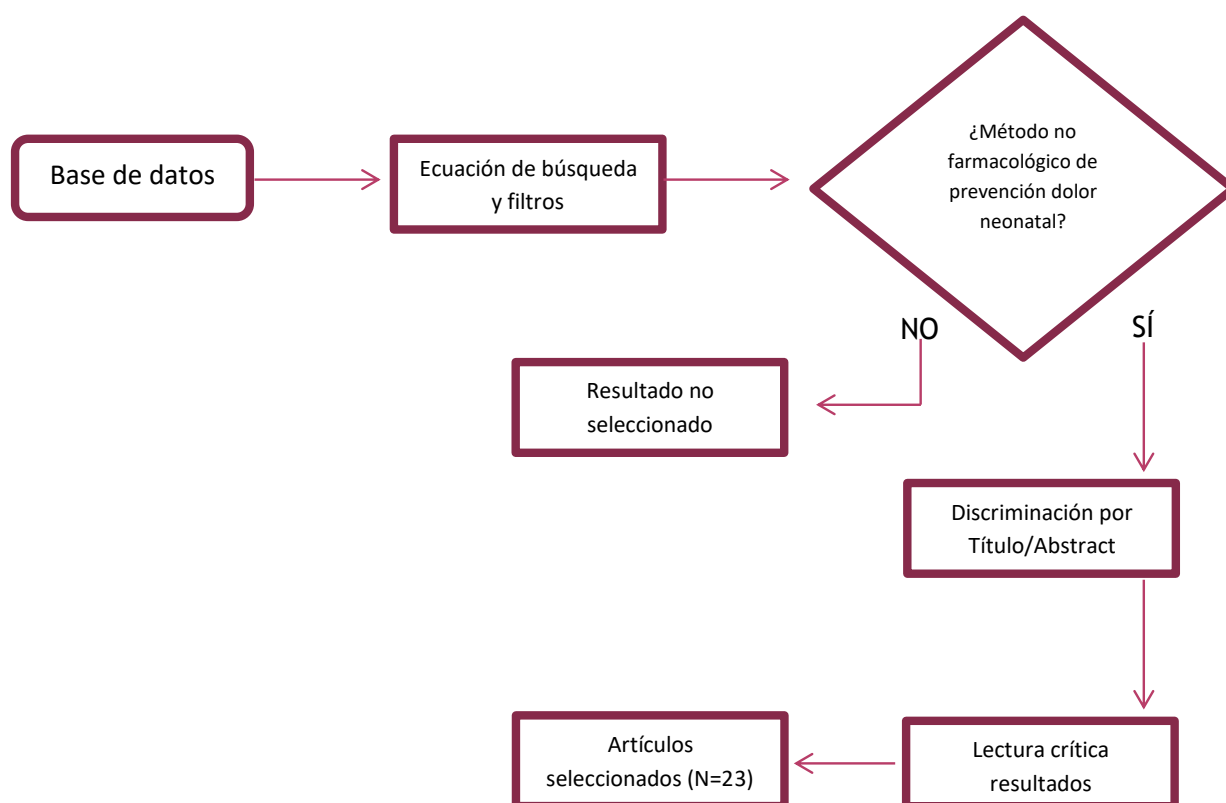 Base de datos
Ecuación de búsqueda
y filtros
¿Método no
farmacológico de
prevención dolor
neonatal?
NO
SÍ
Resultado no
seleccionado
Discriminación por
Título/Abstract
Lectura crítica
resultados
Artículos
seleccionados (N=23)